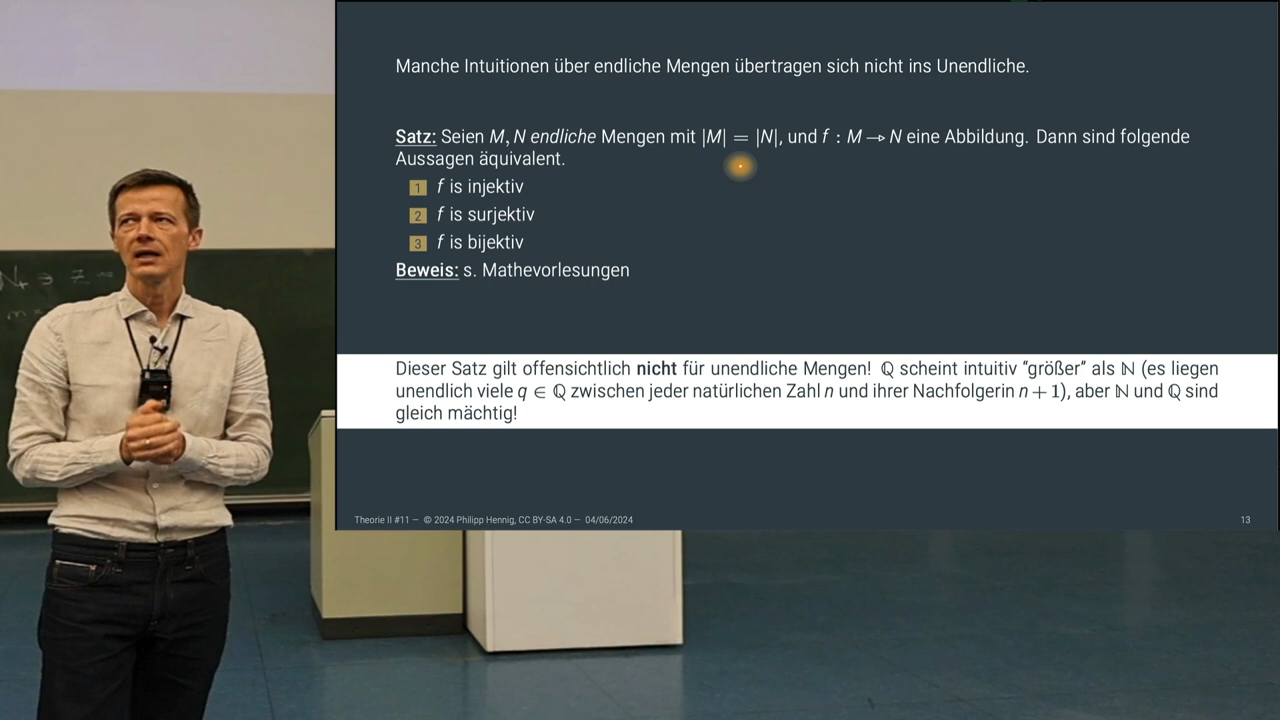 Manche Intuitionen über endliche Mengen übertragen sich nicht ins Unendliche.
Satz: Seien M, N endliche Mengen mit |M| = |N|, und f : M → N eine Abbildung. Dann sind folgende
Aussagen äquivalent.
1 f is injektiv
2 f is surjektiv
3 f is bijektiv
Beweis: s. Mathevorlesungen
Dieser Satz gilt offensichtlich nicht für unendliche Mengen! ℚ scheint intuitiv “größer” als ℕ (es liegen
unendlich viele q ∈ ℚ zwischen jeder natürlichen Zahl n und ihrer Nachfolgerin n + 1), aber ℕ und ℚ sind
gleich mächtig!
Theorie II #11 — © 2024 Philipp Hennig, CC BY-SA 4.0 — 04/06/2024
13